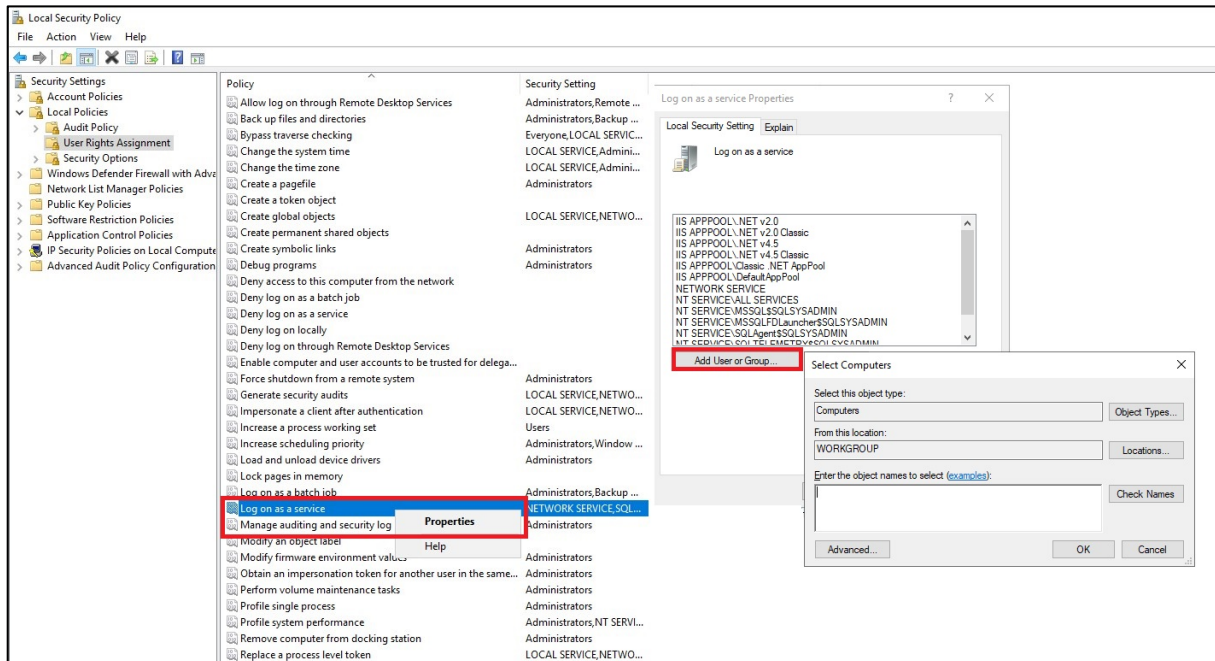 Local Security Policy
File Action View Help
Security Settings
Account Policies
Local Policies
Audit Policy
User Rights Assignment
Security Options
Windows Defender Firewall with Adva
Network List Manager Policies
Public Key Policies
Software Restriction Policies
Application Control Policies
IP Security Policies on Local Compute
Advanced Audit Policy Configuration
Policy Security Setting
Allow log on through Remote Desktop Services Administrators,Remote ...
Back up files and directories Administrators,Backup ...
Bypass traverse checking Everyone,LOCAL SERVIC...
Change the system time LOCAL SERVICE,Admini...
Change the time zone LOCAL SERVICE,Admini...
Create a pagefile Administrators
Create a token object
Create global objects LOCAL SERVICE,NETWO...
Create permanent shared objects
Create symbolic links Administrators
Debug programs Administrators
Deny access to this computer from the network
Deny log on as a batch job
Deny log on as a service
Deny log on locally
Deny log on through Remote Desktop Services
Enable computer and user accounts to be trusted for delega...
Force shutdown from a remote system Administrators
Generate security audits LOCAL SERVICE,NETWO...
Impersonate a client after authentication LOCAL SERVICE,NETWO...
Increase a process working set Users
Increase scheduling priority Administrators,Window ...
Load and unload device drivers Administrators
Lock pages in memory
Log on as a batch job Administrators,Backup ...
Log on as a service NETWORK SERVICE,SQL...
Manage auditing and security log Administrators
Modify an object label
Modify firmware environment values Administrators
Obtain an impersonation token for another user in the same... Administrators
Perform volume maintenance tasks Administrators
Profile single process Administrators
Profile system performance Administrators,NT SERVI...
Remove computer from docking station Administrators
Replace a process level token LOCAL SERVICE,NETWO...
Properties
Help
Log on as a service Properties ?
Local Security Setting Explain
Log on as a service
IIS APPPOOL\.NET v2.0
IIS APPPOOL\.NET v2.0 Classic
IIS APPPOOL\.NET v4.5
IIS APPPOOL\.NET v4.5 Classic
IIS APPPOOL\Classic .NET AppPool
IIS APPPOOL\DefaultAppPool
NETWORK SERVICE
NT SERVICE\ALL SERVICES
NT SERVICE\MSSQL$SQLSYSADMIN
NT SERVICE\MSSQLFDLauncher$SQLSYSADMIN
NT SERVICE\SQLAgent$SQLSYSADMIN
NT SERVICE\SQLTELEMETRY$SQLSYSADMIN
Add User or Group...
Select Computers
Select this object type:
Computers Object Types...
From this location:
WORKGROUP Locations...
Enter the object names to select (examples):
Check Names
Advanced... OK Cancel